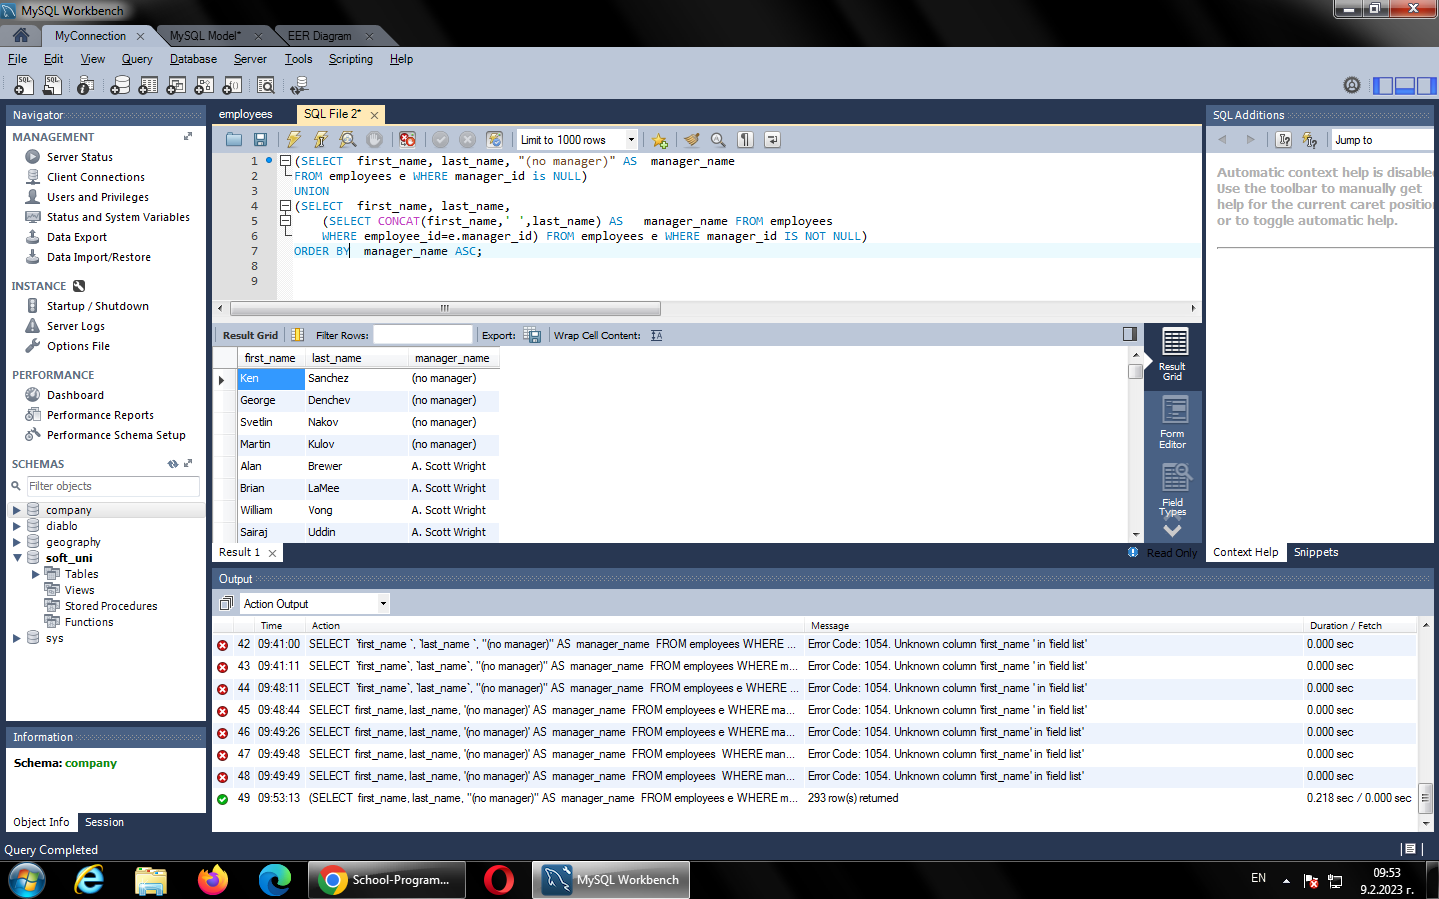 MySQL Workbench
MyConnection
MySQL Model*
EER Diagram
File Edit View Query Database Server Tools Scripting Help
Navigator
MANAGEMENT
Server Status
Client Connections
Users and Privileges
Status and System Variables
Data Export
Data Import/Restore
INSTANCE
Startup / Shutdown
Server Logs
Options File
PERFORMANCE
Dashboard
Performance Reports
Performance Schema Setup
SCHEMAS
Filter objects
company
diablo
geography
soft_uni
Tables
Views
Stored Procedures
Functions
sys
Information
Schema: company
Object Info Session
employees SQL File 2*
Limit to 1000 rows
1 (SELECT  first_name, last_name, "(no manager)" AS  manager_name
2 FROM employees e WHERE manager_id is NULL)
3 UNION
4 (SELECT  first_name, last_name,
5 (SELECT CONCAT(first_name,' ',last_name) AS   manager_name FROM employees
6 WHERE employee_id=e.manager_id) FROM employees e WHERE manager_id IS NOT NULL)
7 ORDER BY  manager_name ASC;
8
9
Result Grid Filter Rows: Export: Wrap Cell Content:
first_name last_name manager_name
Ken Sanchez (no manager)
George Denchev (no manager)
Svetlin Nakov (no manager)
Martin Kulov (no manager)
Alan Brewer A. Scott Wright
Brian LaMee A. Scott Wright
William Vong A. Scott Wright
Sairaj Uddin A. Scott Wright
Result Grid
Form Editor
Field Types
Result 1
Read Only
SQL Additions
Jump to
Automatic context help is disabled
Use the toolbar to manually get
help for the current caret position
or to toggle automatic help.
Context Help Snippets
Output
Action Output
Time Action Message Duration / Fetch
42 09:41:00 SELECT `first_name `, `last_name `, "(no manager)" AS manager_name FROM employees WHERE ... Error Code: 1054. Unknown column 'first_name ' in 'field list' 0.000 sec
43 09:41:11 SELECT `first_name`, `last_name`, "(no manager)" AS manager_name FROM employees WHERE m... Error Code: 1054. Unknown column 'first_name ' in 'field list' 0.000 sec
44 09:48:11 SELECT `first_name`, `last_name`, "(no manager)" AS manager_name FROM employees e WHERE ... Error Code: 1054. Unknown column 'first_name ' in 'field list' 0.000 sec
45 09:48:44 SELECT first_name, last_name, '(no manager)' AS manager_name FROM employees e WHERE ma... Error Code: 1054. Unknown column 'first_name ' in 'field list' 0.000 sec
46 09:49:26 SELECT first_name, last_name, '(no manager)' AS manager_name FROM employees e WHERE ma... Error Code: 1054. Unknown column 'first_name' in 'field list' 0.000 sec
47 09:49:48 SELECT first_name, last_name, '(no manager)' AS manager_name FROM employees WHERE man... Error Code: 1054. Unknown column 'first_name' in 'field list' 0.000 sec
48 09:49:49 SELECT first_name, last_name, '(no manager)' AS manager_name FROM employees WHERE man... Error Code: 1054. Unknown column 'first_name' in 'field list' 0.000 sec
49 09:53:13 (SELECT first_name, last_name, "(no manager)" AS manager_name FROM employees e WHERE m... 293 row(s) returned 0.218 sec / 0.000 sec
Query Completed
School-Program...
MySQL Workbench
EN
09:53
9.2.2023 г.